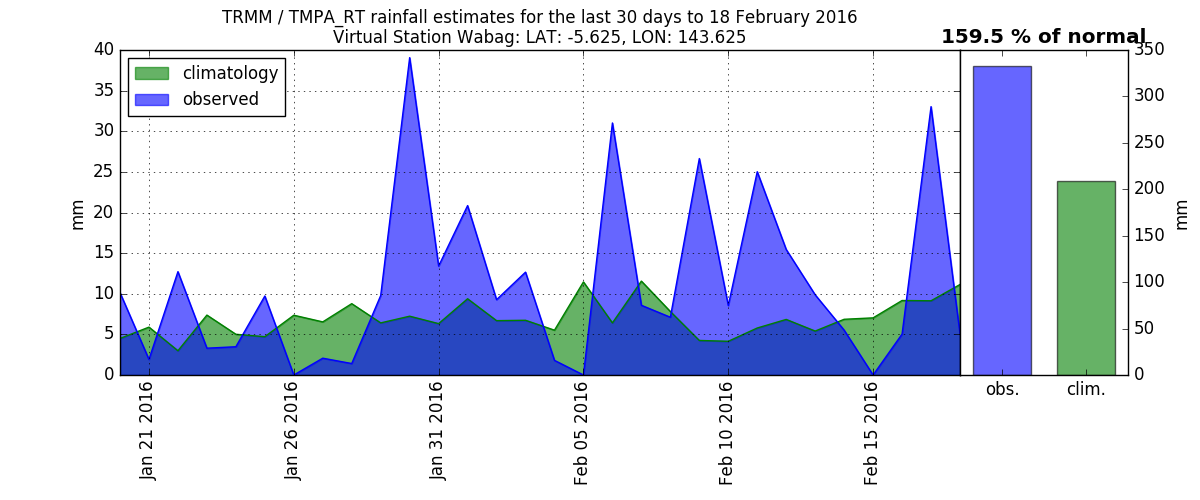 TRMM / TMPA_RT rainfall estimates for the last 30 days to 18 February 2016
Virtual Station Wabag: LAT: -5.625, LON: 143.625
159.5 % of normal
climatology
observed
mm
40
35
30
25
20
15
10
5
0
Jan 21 2016
Jan 26 2016
Jan 31 2016
Feb 05 2016
Feb 10 2016
Feb 15 2016
350
300
250
200
150
100
50
0
mm
obs.
clim.